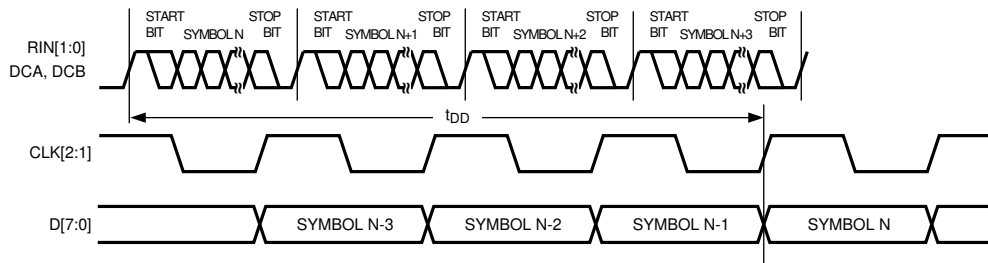 START STOP START STOP START STOP START STOP
BIT SYMBOL N BIT BIT SYMBOL N+1 BIT BIT SYMBOL N+2 BIT BIT SYMBOL N+3 BIT
RIN[1:0]
DCA, DCB
tDD
CLK[2:1]
D[7:0] SYMBOL N-3 SYMBOL N-2 SYMBOL N-1 SYMBOL N